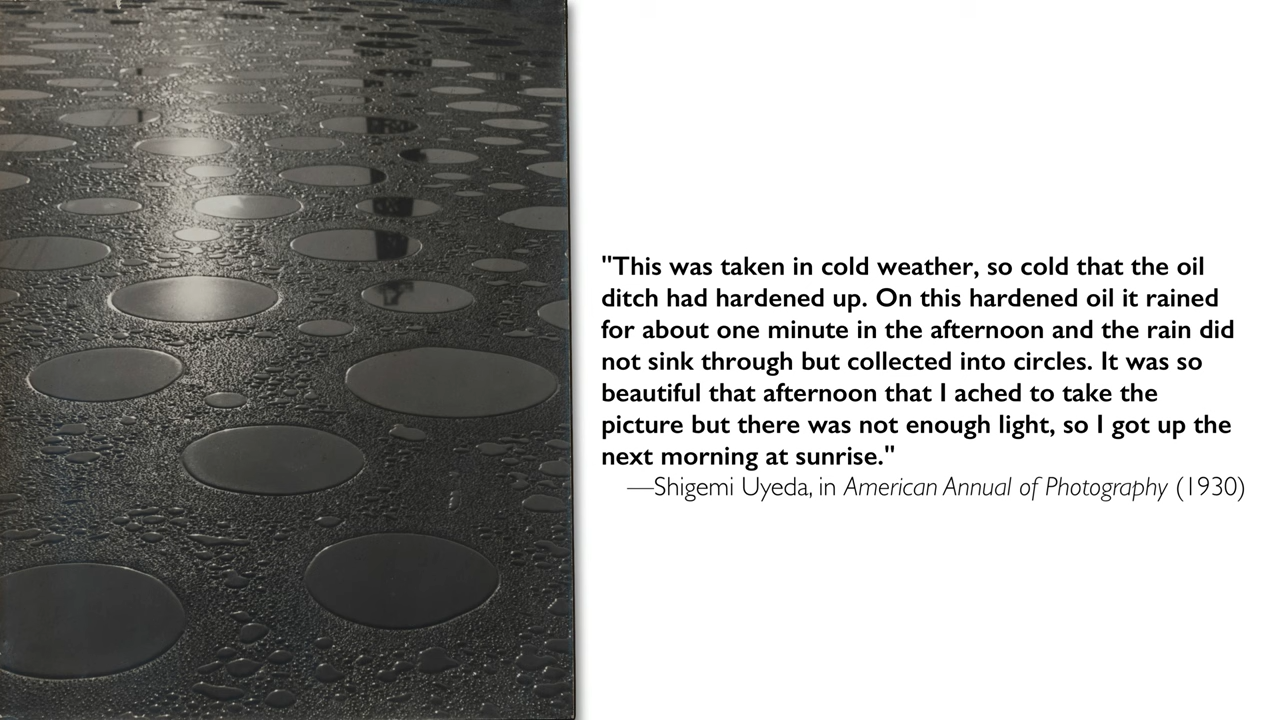 "This was taken in cold weather, so cold that the oil
ditch had hardened up. On this hardened oil it rained
for about one minute in the afternoon and the rain did
not sink through but collected into circles. It was so
beautiful that afternoon that I ached to take the
picture but there was not enough light, so I got up the
next morning at sunrise."
—Shigemi Uyeda, in American Annual of Photography (1930)